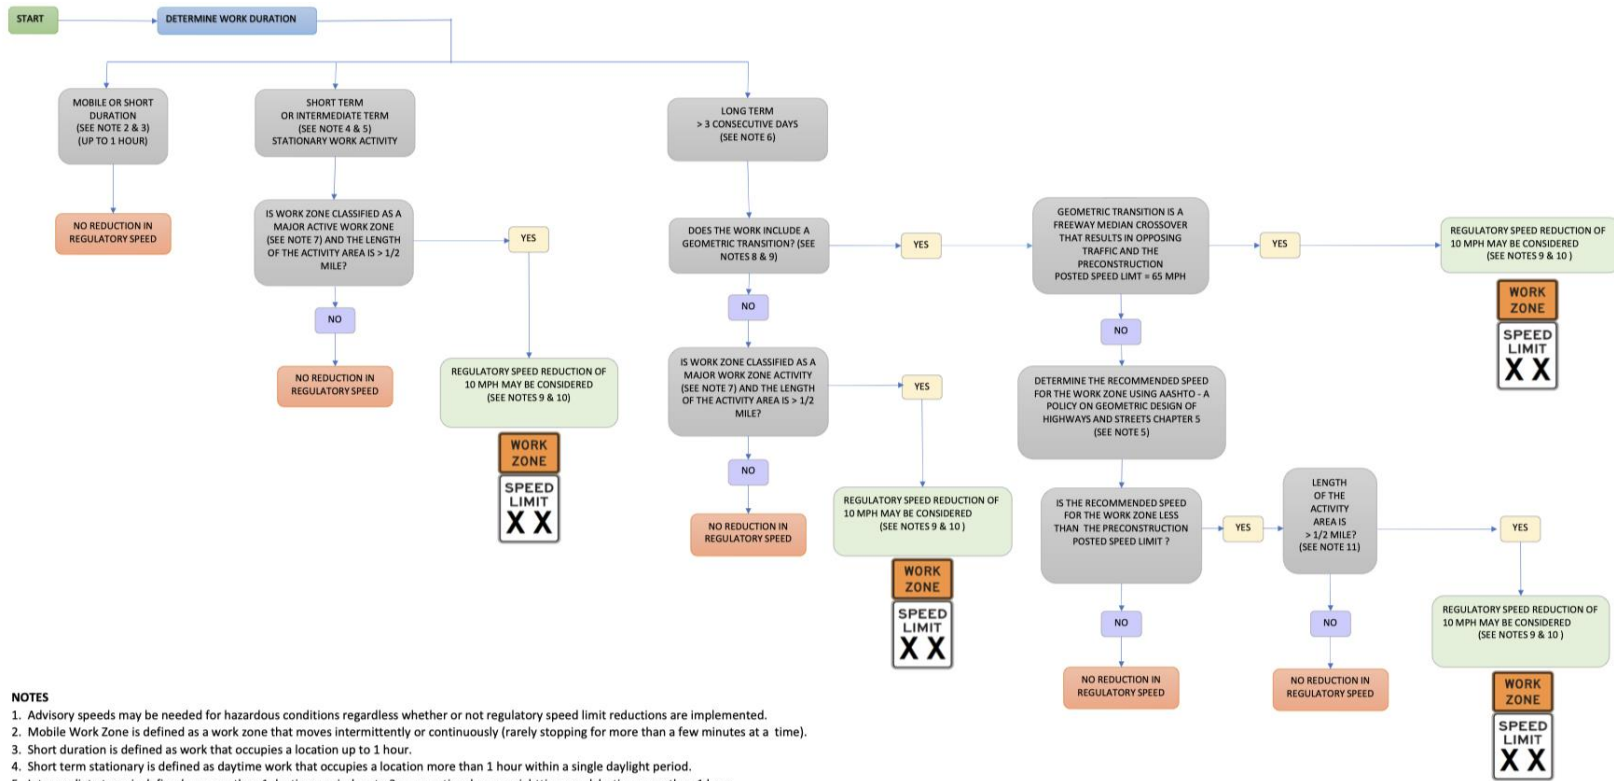 START
DETERMINE WORK DURATION
MOBILE OR SHORT
DURATION
(SEE NOTE 2 & 3)
(UP TO 1 HOUR)
NO REDUCTION IN
REGULATORY SPEED
SHORT TERM
OR INTERMEDIATE TERM
(SEE NOTE 4 & 5)
STATIONARY WORK ACTIVITY
IS WORK ZONE CLASSIFIED AS A
MAJOR ACTIVE WORK ZONE
(SEE NOTE 7) AND THE LENGTH
OF THE ACTIVITY AREA IS > 1/2
MILE?
YES
NO
NO REDUCTION IN
REGULATORY SPEED
REGULATORY SPEED REDUCTION OF
10 MPH MAY BE CONSIDERED
(SEE NOTES 9 & 10)
WORK
ZONE
SPEED
LIMIT
X X
LONG TERM
> 3 CONSECUTIVE DAYS
(SEE NOTE 6)
DOES THE WORK INCLUDE A
GEOMETRIC TRANSITION? (SEE
NOTES 8 & 9)
YES
NO
IS WORK ZONE CLASSIFIED AS A
MAJOR WORK ZONE ACTIVITY
(SEE NOTE 7) AND THE LENGTH
OF THE ACTIVITY AREA IS > 1/2
MILE?
YES
NO
NO REDUCTION IN
REGULATORY SPEED
REGULATORY SPEED REDUCTION OF
10 MPH MAY BE CONSIDERED
(SEE NOTES 9 & 10 )
WORK
ZONE
SPEED
LIMIT
X X
GEOMETRIC TRANSITION IS A
FREEWAY MEDIAN CROSSOVER
THAT RESULTS IN OPPOSING
TRAFFIC AND THE
PRECONSTRUCTION
POSTED SPEED LIMT = 65 MPH
YES
REGULATORY SPEED REDUCTION OF
10 MPH MAY BE CONSIDERED
(SEE NOTES 9 & 10 )
WORK
ZONE
SPEED
LIMIT
X X
NO
DETERMINE THE RECOMMENDED SPEED
FOR THE WORK ZONE USING AASHTO - A
POLICY ON GEOMETRIC DESIGN OF
HIGHWAYS AND STREETS CHAPTER 5
(SEE NOTE 5)
IS THE RECOMMENDED SPEED
FOR THE WORK ZONE LESS
THAN THE PRECONSTRUCTION
POSTED SPEED LIMIT ?
YES
NO
NO REDUCTION IN
REGULATORY SPEED
LENGTH
OF THE
ACTIVITY
AREA IS
> 1/2 MILE?
(SEE NOTE 11)
YES
NO
NO REDUCTION IN
REGULATORY SPEED
REGULATORY SPEED REDUCTION OF
10 MPH MAY BE CONSIDERED
(SEE NOTES 9 & 10 )
WORK
ZONE
SPEED
LIMIT
X X
NOTES
1. Advisory speeds may be needed for hazardous conditions regardless whether or not regulatory speed limit reductions are implemented.
2. Mobile Work Zone is defined as a work zone that moves intermittently or continuously (rarely stopping for more than a few minutes at a time).
3. Short duration is defined as work that occupies a location up to 1 hour.
4. Short term stationary is defined as daytime work that occupies a location more than 1 hour within a single daylight period.